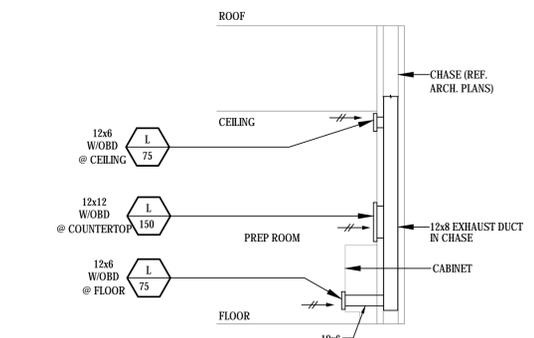 ROOF
CHASE (REF.
ARCH. PLANS)
CEILING
12x6
W/OBD
@ CEILING
L
75
12x12
W/OBD
@ COUNTERTOP
L
150
PREP ROOM
12x8 EXHAUST DUCT
IN CHASE
12x6
W/OBD
@ FLOOR
L
75
CABINET
FLOOR